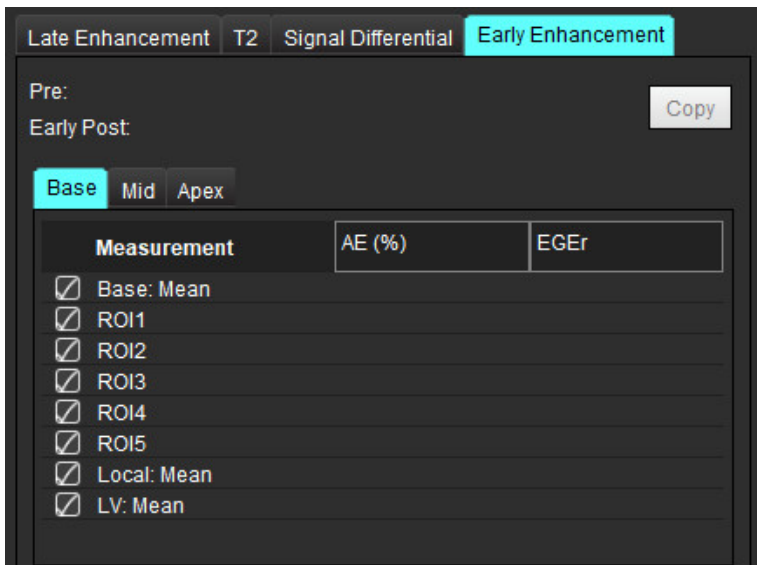 Late Enhancement T2 Signal Differential Early Enhancement
Pre:
Copy
Early Post:
Base Mid Apex
Measurement AE (%) EGEr
Base: Mean
ROI1
ROI2
ROI3
ROI4
ROI5
Local: Mean
LV: Mean